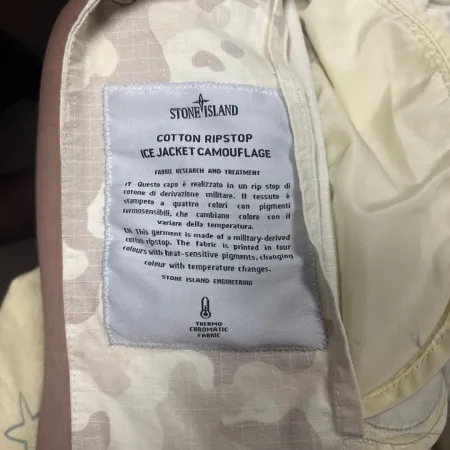 STONE ISLAND
COTTON RIPSTOP
ICE JACKET CAMOUFLAGE
FABRIC RESEARCH AND TREATMENT
IT Questo capo è realizzato in un rip stop di
cotone di derivazione militare. Il tessuto è
stampato a quattro colori con pigmenti
termosensibili, che cambiano colore con il
variare della temperatura.
EN This garment is made of a military-derived
cotton ripstop. The fabric is printed in four
colours with heat-sensitive pigments, changing
colour with temperature changes.
STONE ISLAND ENGINEERING
THERMO
CHROMATIC
FABRIC